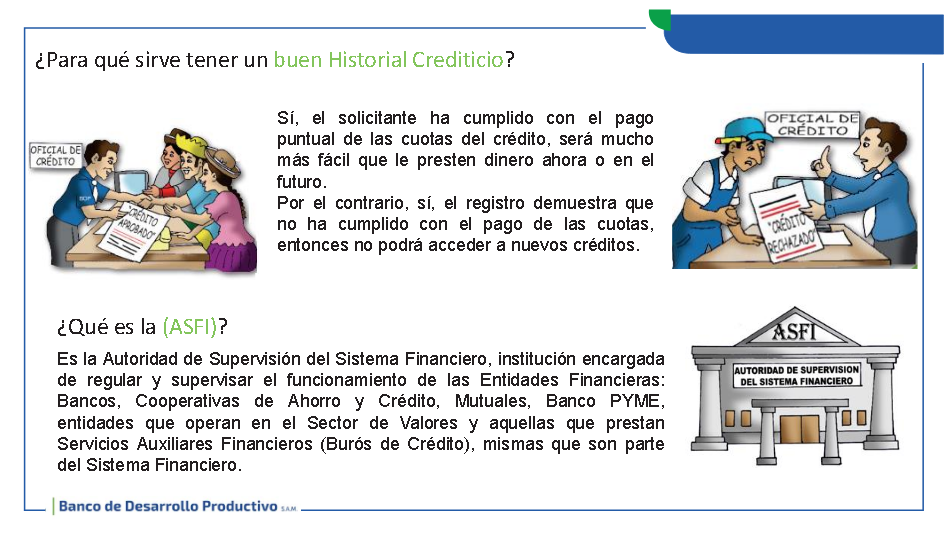 ¿Para qué sirve tener un buen Historial Crediticio?
OFICIAL DE
CRÉDITO
BDP
"CRÉDITO
APROBADO"
Sí, el solicitante ha cumplido con el pago
puntual de las cuotas del crédito, será mucho
más fácil que le presten dinero ahora o en el
futuro.
Por el contrario, sí, el registro demuestra que
no ha cumplido con el pago de las cuotas,
entonces no podrá acceder a nuevos créditos.
OFICIAL DE
CRÉDITO
"CRÉDITO
RECHAZADO"
¿Qué es la (ASFI)?
Es la Autoridad de Supervisión del Sistema Financiero, institución encargada
de regular y supervisar el funcionamiento de las Entidades Financieras:
Bancos, Cooperativas de Ahorro y Crédito, Mutuales, Banco PYME,
entidades que operan en el Sector de Valores y aquellas que prestan
Servicios Auxiliares Financieros (Burós de Crédito), mismas que son parte
del Sistema Financiero.
ASFI
AUTORIDAD DE SUPERVISION
DEL SISTEMA FINANCIERO
Banco de Desarrollo Productivo S.A.M.